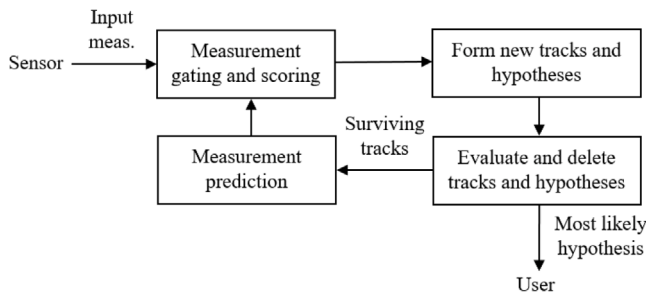 Input
meas.
Sensor
Measurement
gating and scoring
Form new tracks and
hypotheses
Surviving
tracks
Measurement
prediction
Evaluate and delete
tracks and hypotheses
Most likely
hypothesis
User